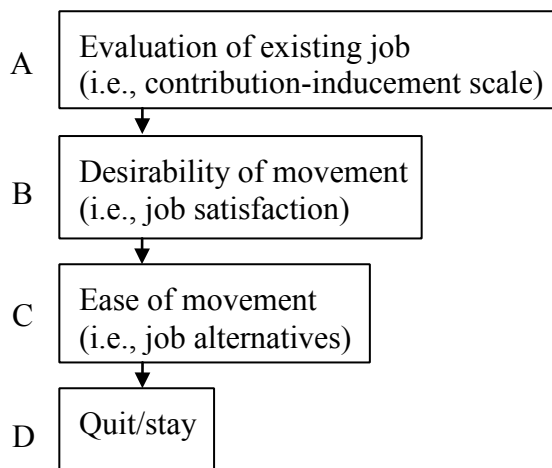 A
Evaluation of existing job
(i.e., contribution-inducement scale)
B
Desirability of movement
(i.e., job satisfaction)
C
Ease of movement
(i.e., job alternatives)
D
Quit/stay